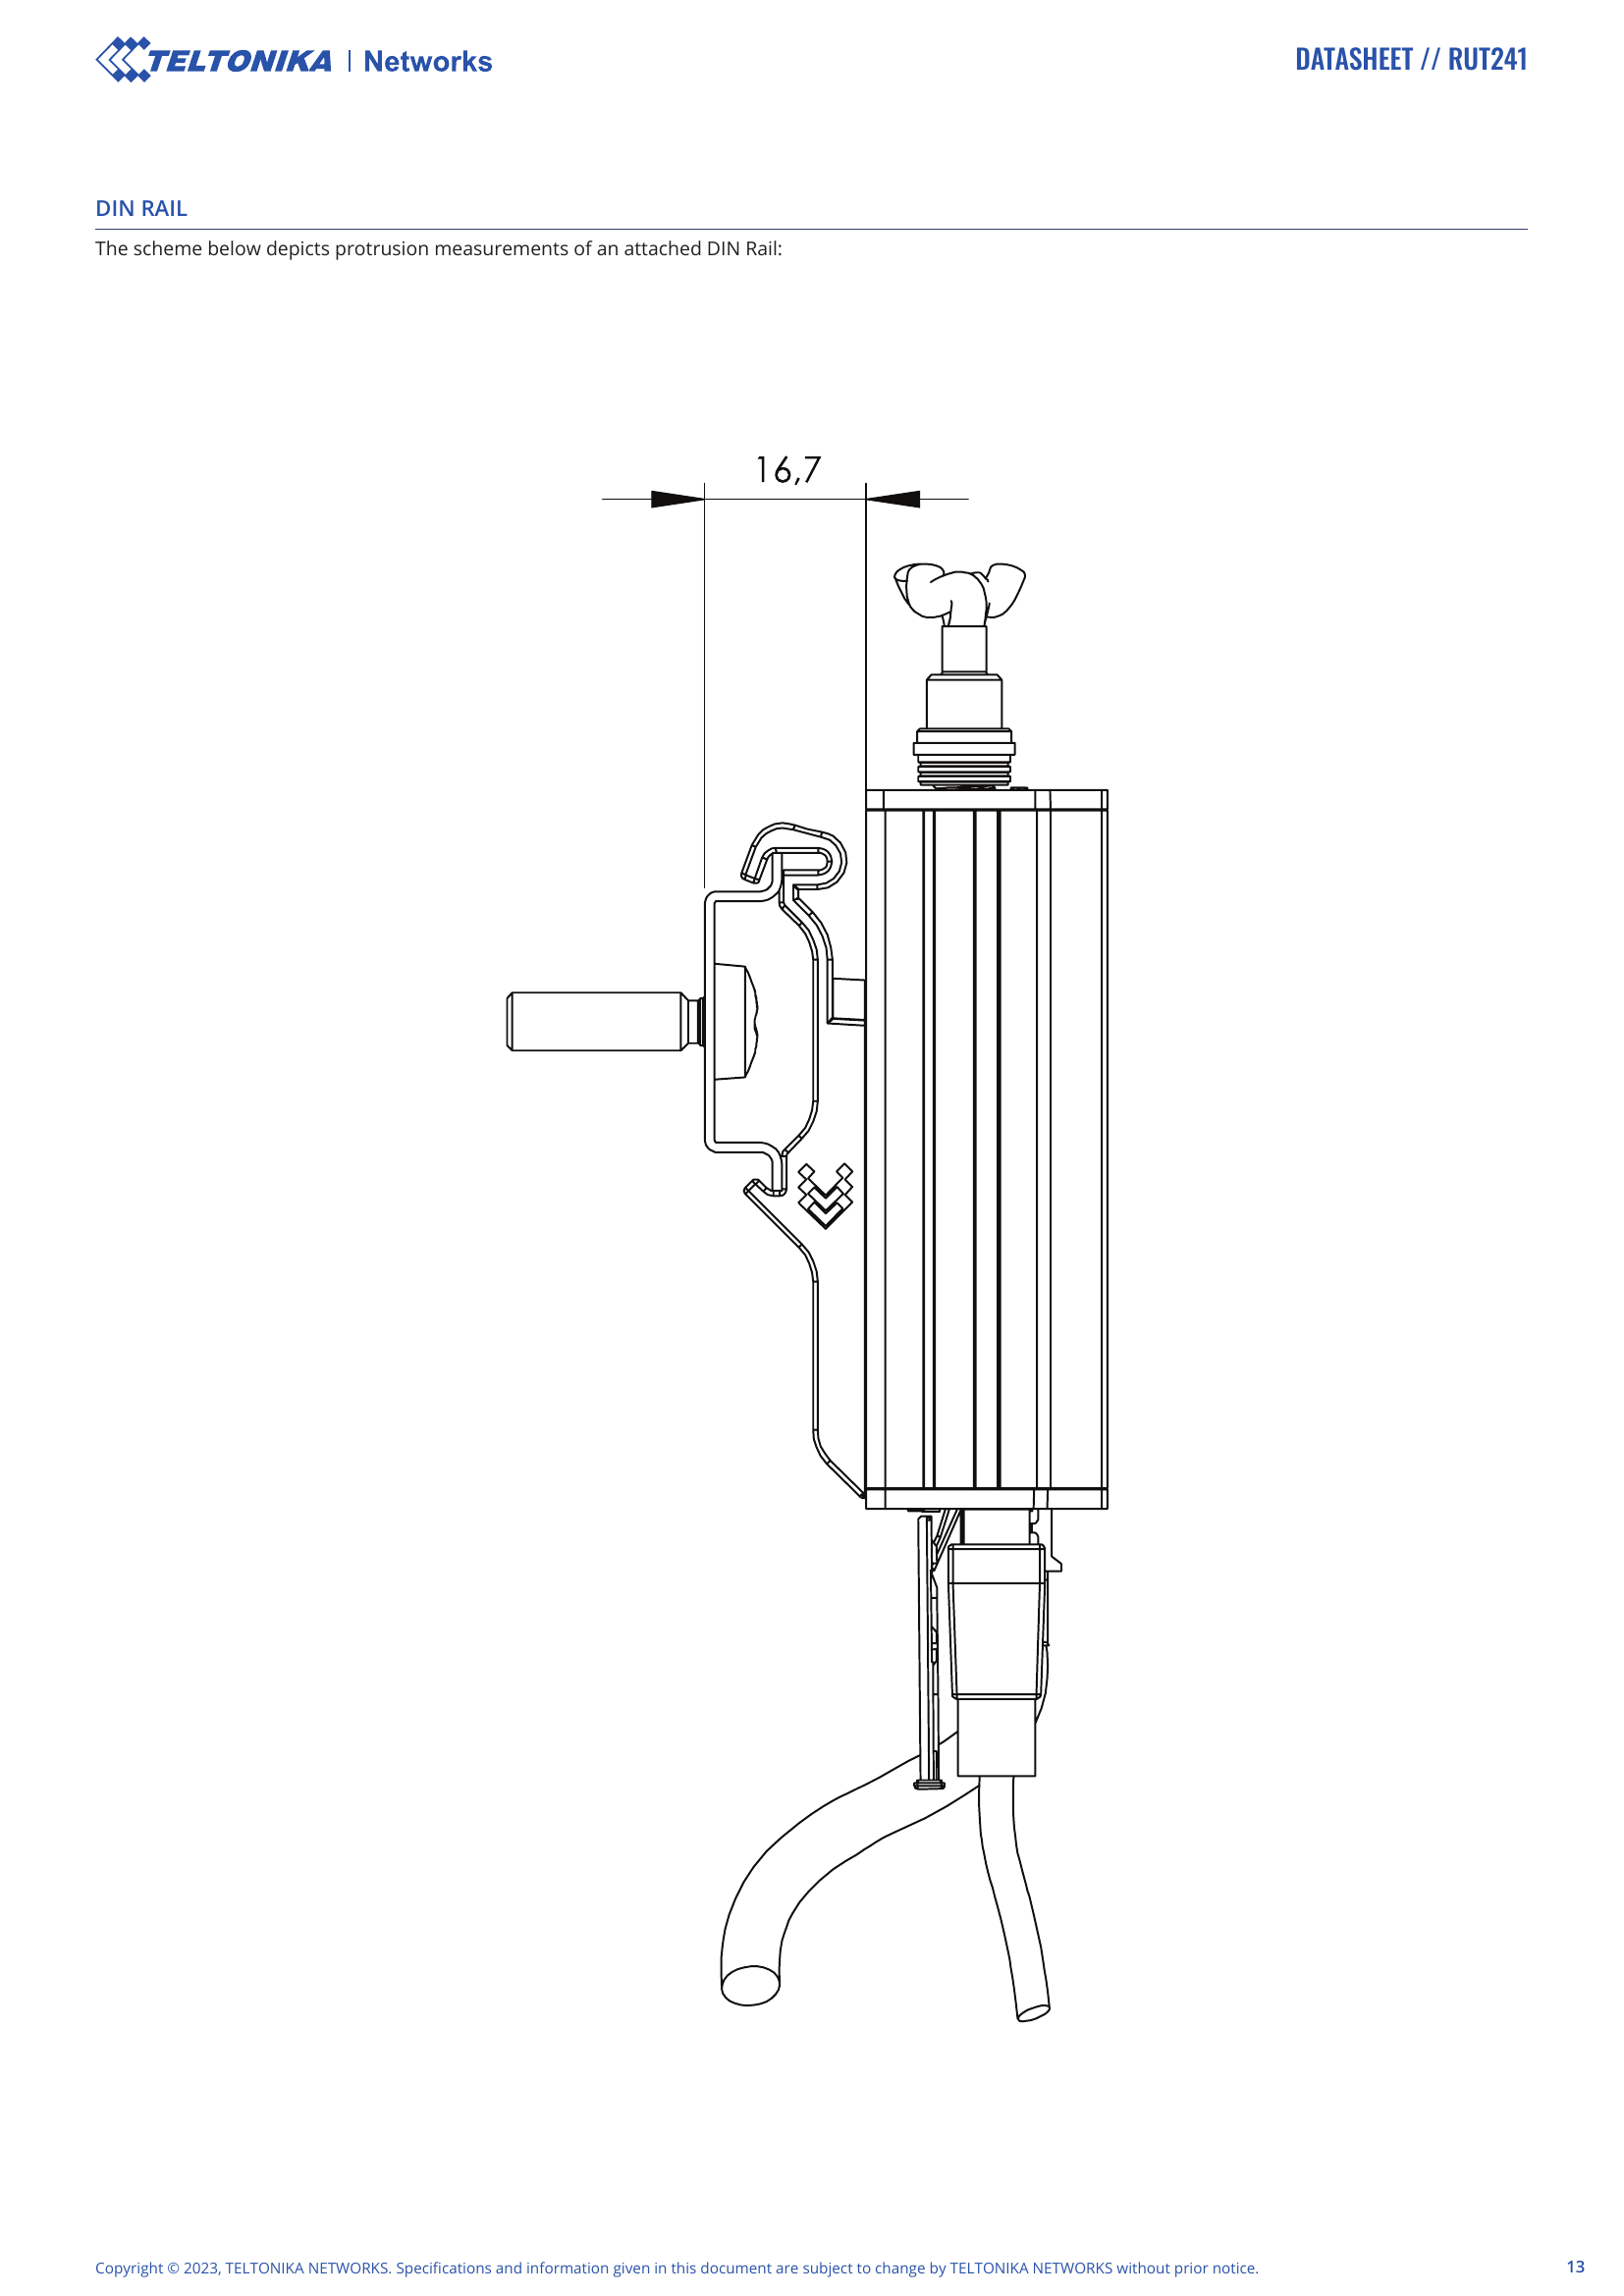 TELTONIKA | Networks
DATASHEET // RUT241
DIN RAIL
The scheme below depicts protrusion measurements of an attached DIN Rail:
16,7
Copyright © 2023, TELTONIKA NETWORKS. Specifications and information given in this document are subject to change by TELTONIKA NETWORKS without prior notice.
13